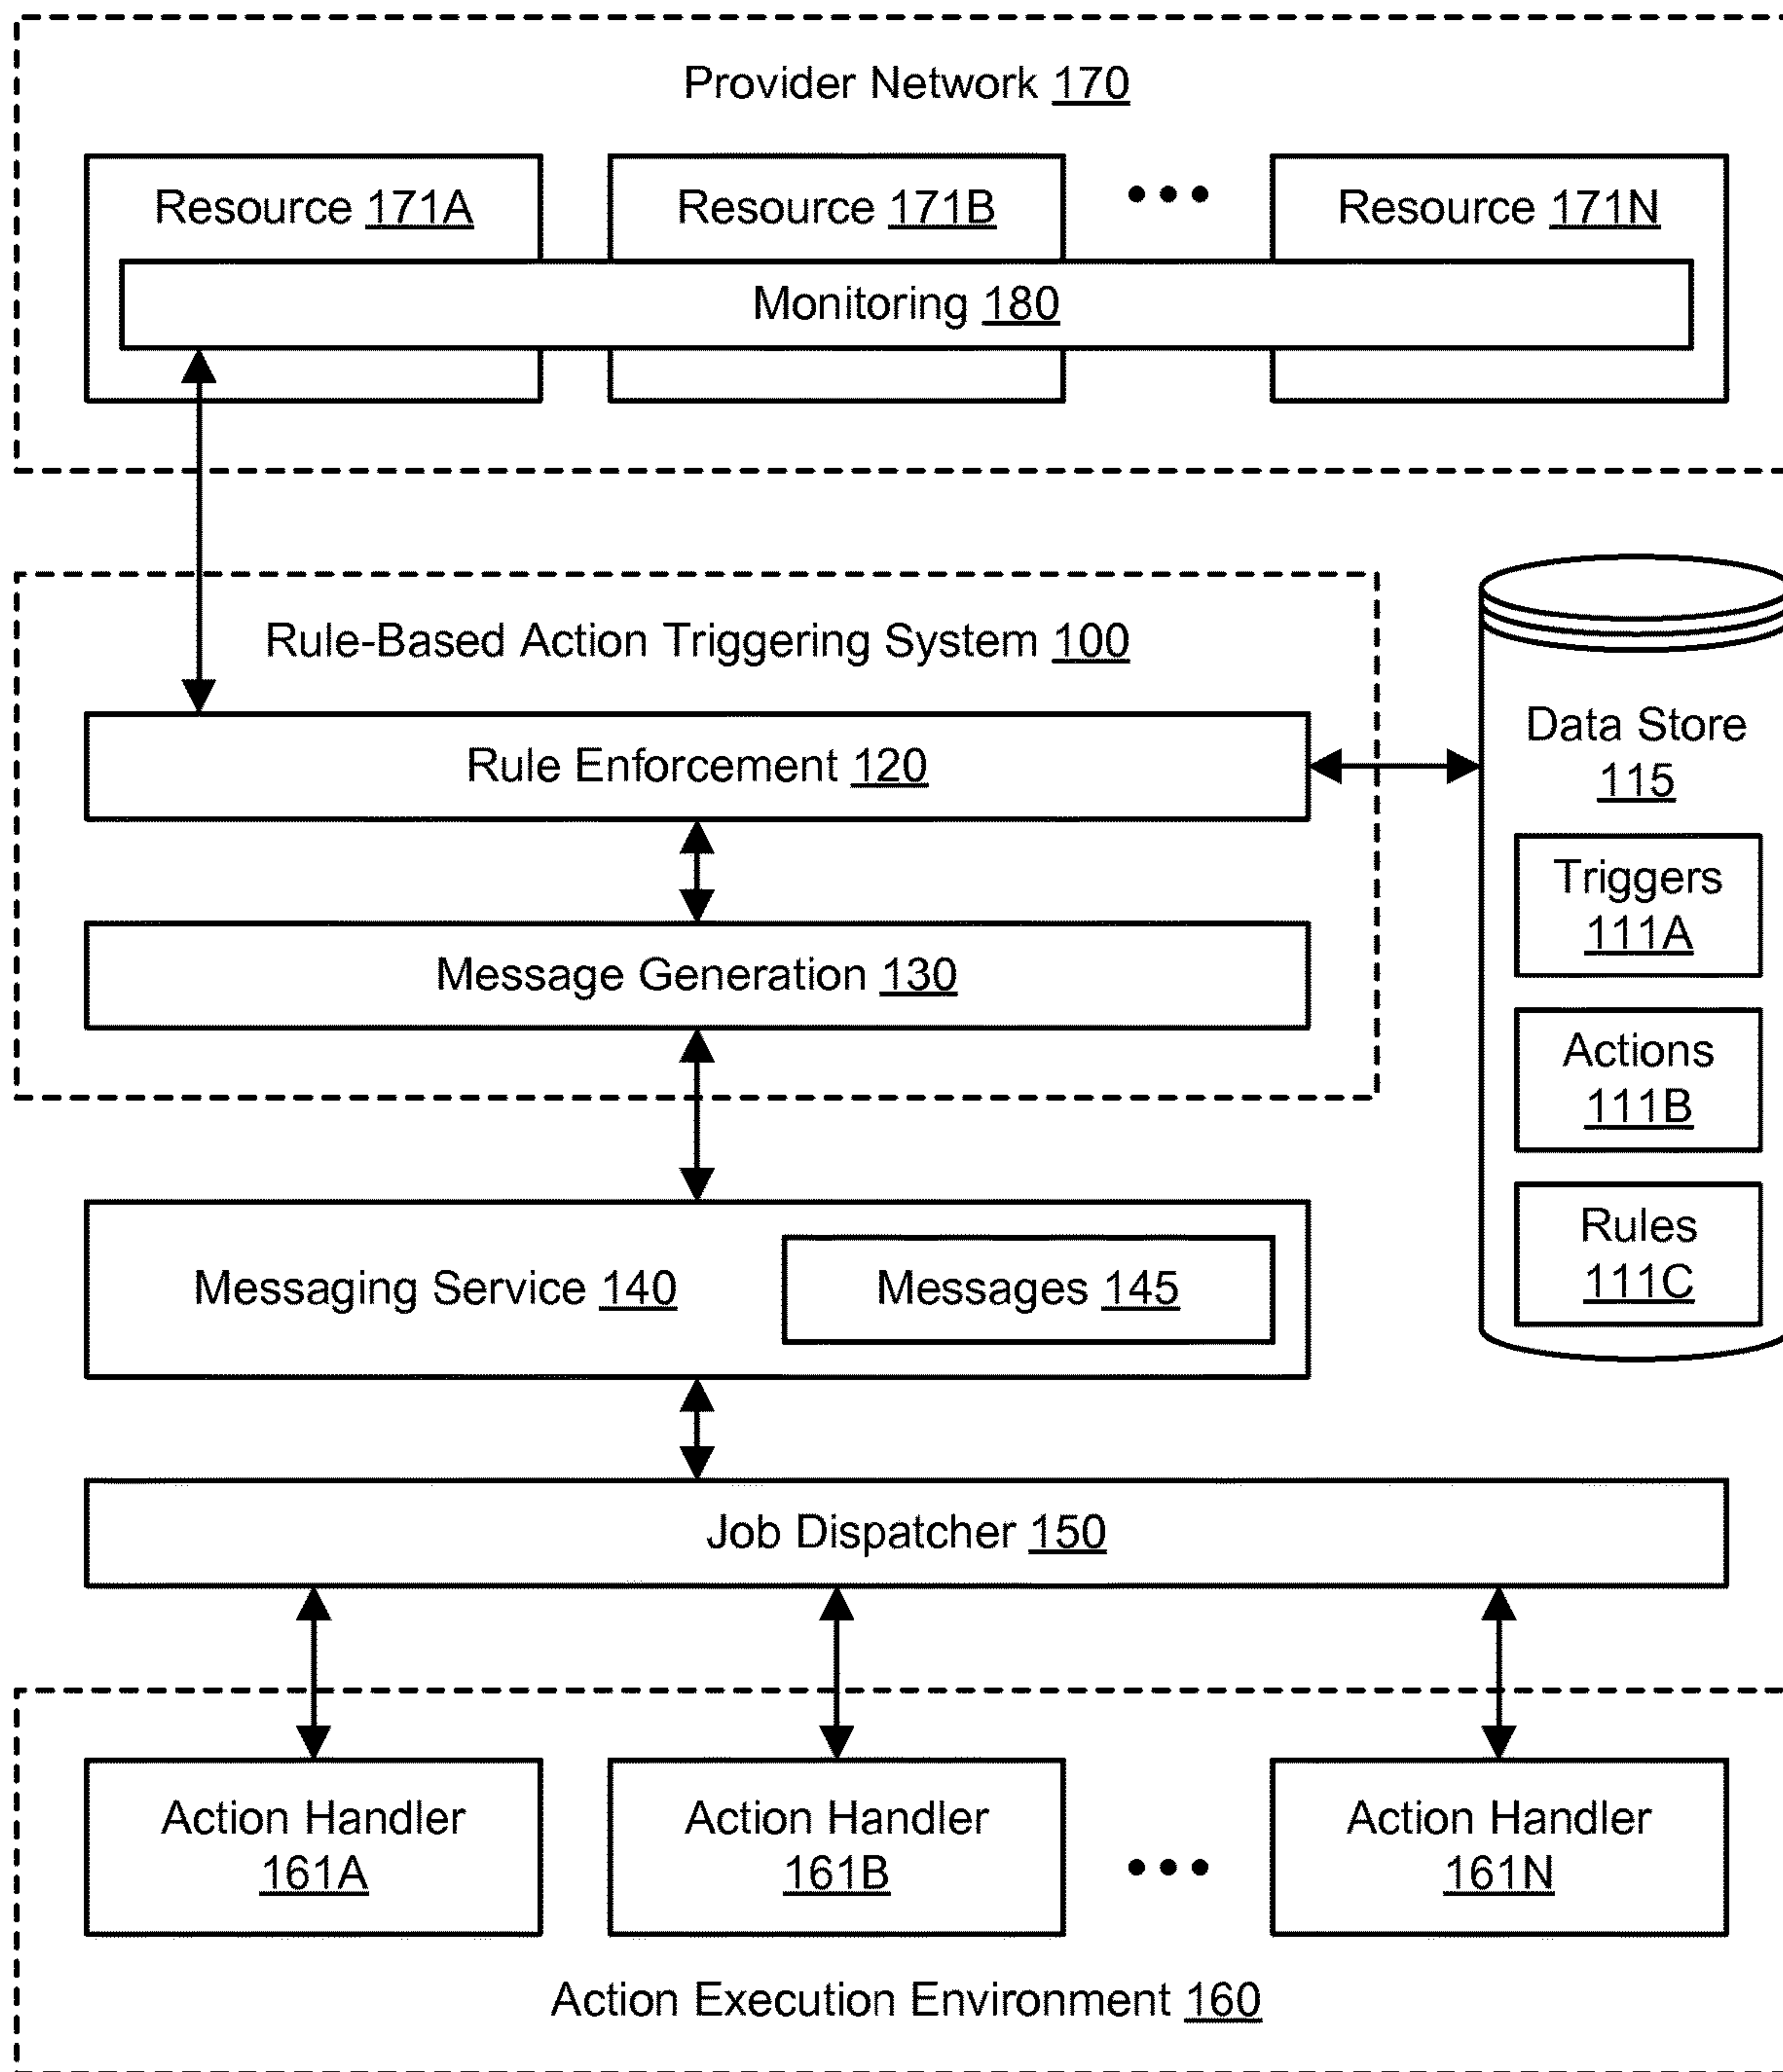 Provider Network 170
Resource 171A
Resource 171B
Resource 171N
Monitoring 180
Rule-Based Action Triggering System 100
Rule Enforcement 120
Message Generation 130
Data Store
115
Triggers
111A
Actions
111B
Rules
111C
Messaging Service 140
Messages 145
Job Dispatcher 150
Action Handler
161A
Action Handler
161B
Action Handler
161N
Action Execution Environment 160